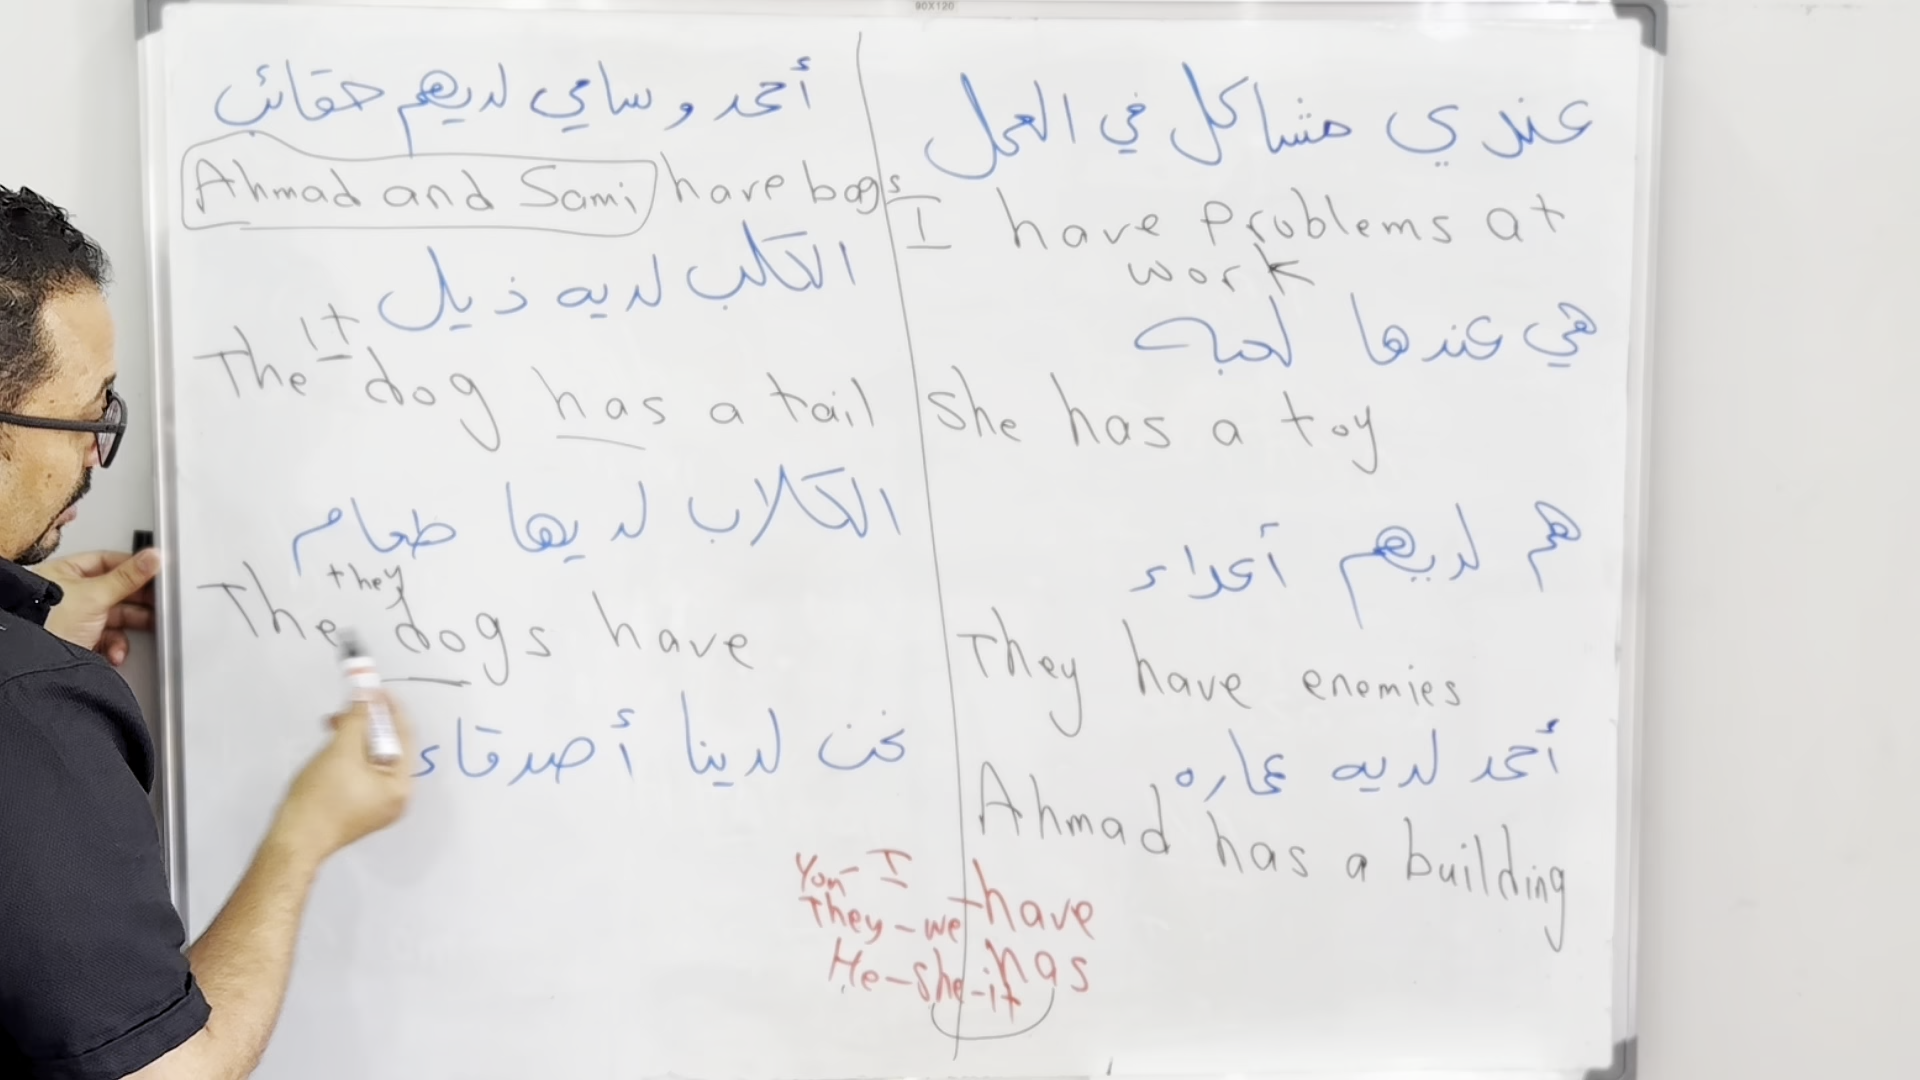 90X120
أحمد و سامي لديهم حقائب
Ahmad and Sami have bags
الكلب لديه ذيل
It
The dog has a tail
الكلاب لديها طعام
they
The dogs have
نحن لدينا أصدقاء
عندي مشاكل في العمل
I have problems at
work
هي عندها لعبه
She has a toy
هم لديهم أعداء
They have enemies
أحمد لديه عماره
Ahmad has a building
You - I
They - we have
He - she - it has